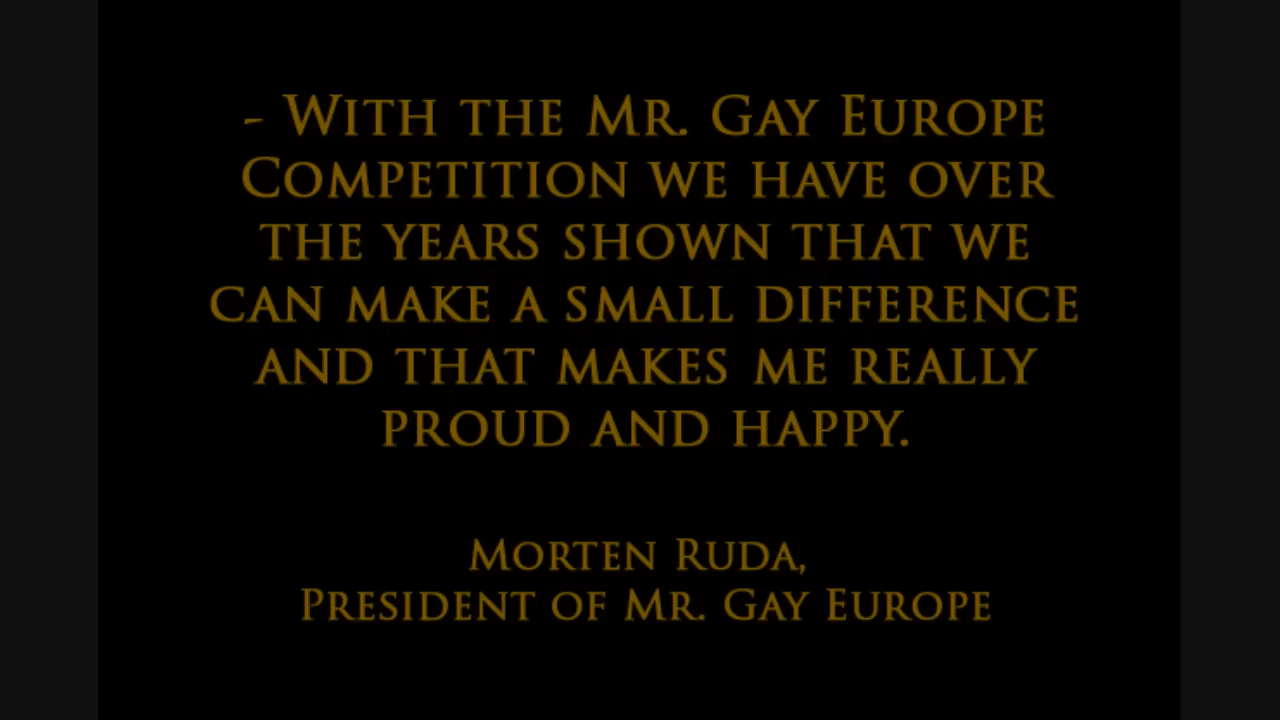 - With the Mr. Gay Europe
Competition we have over
the years shown that we
can make a small difference
and that makes me really
proud and happy.
Morten Ruda,
President of Mr. Gay Europe